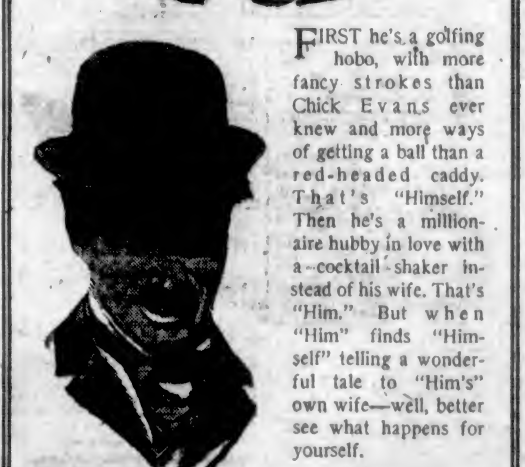 FIRST he's a golfing
hobo, with more
fancy strokes than
Chick Evans ever
knew and more ways
of getting a ball than a
red-headed caddy.
That's "Himself."
Then he's a million-
aire hubby in love with
a cocktail shaker in-
stead of his wife. That's
"Him." But when
"Him" finds "Him-
self" telling a wonder-
ful tale to "Him's"
own wife—well, better
see what happens for
yourself.